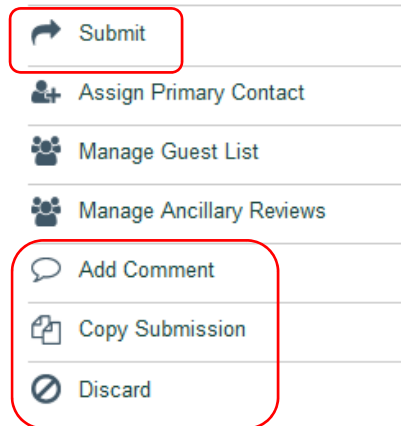 Submit
Assign Primary Contact
Manage Guest List
Manage Ancillary Reviews
Add Comment
Copy Submission
Discard